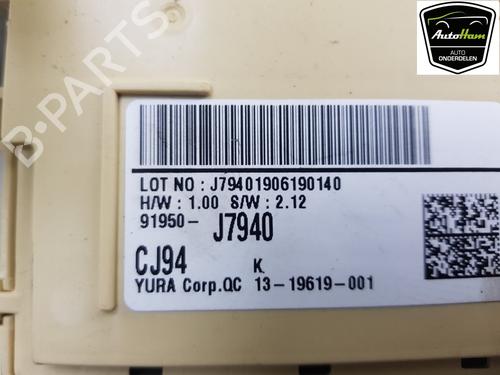 AutoHam
AUTO
ONDERDELEN
B-PARTS
LOT NO : J79401906190140
H/W : 1.00 S/W : 2.12
91950- J7940
CJ94 K
YURA Corp.QC 13-19619-001